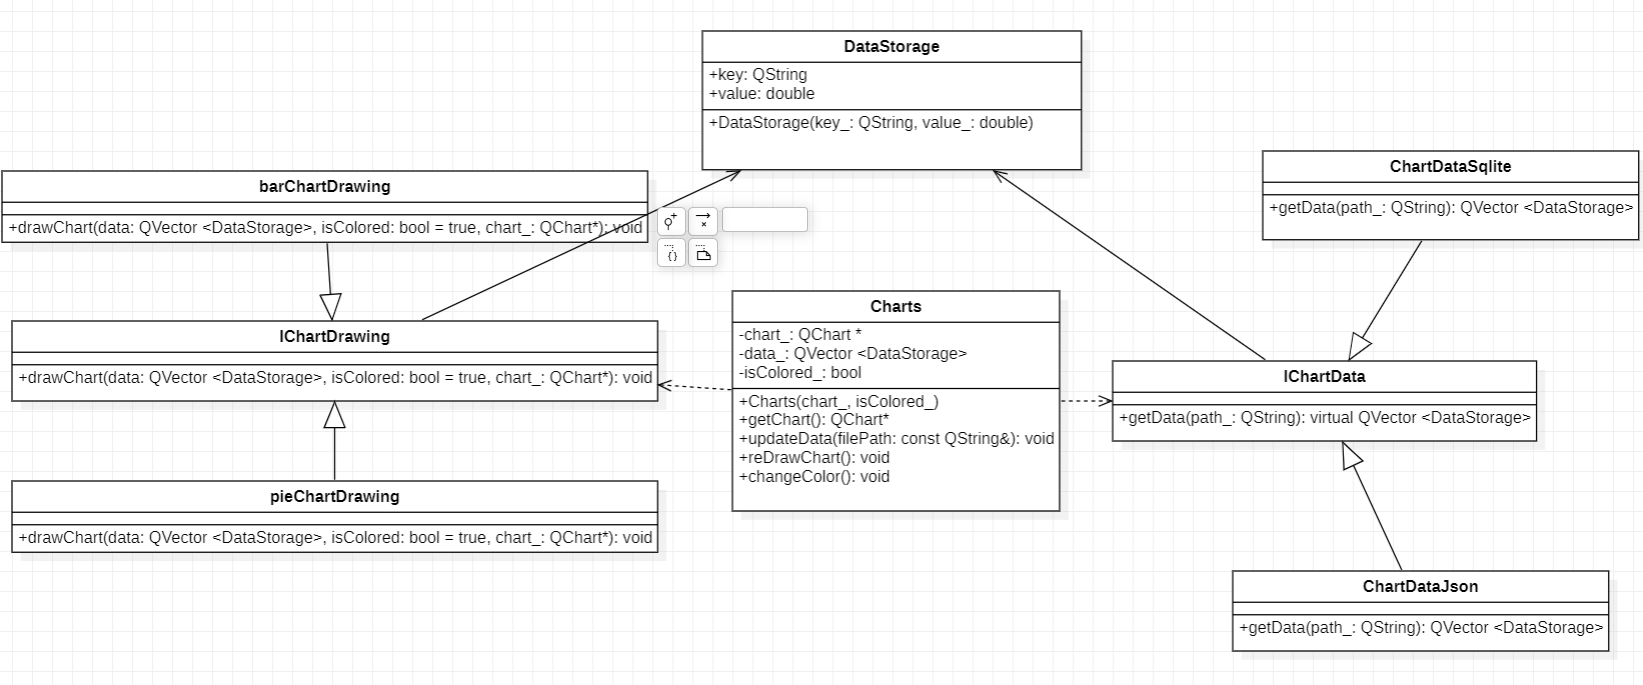 DataStorage
+key: QString
+value: double
+DataStorage(key_: QString, value_: double)
barChartDrawing
+drawChart(data: QVector <DataStorage>, isColored: bool = true, chart_: QChart*): void
ChartDataSqlite
+getData(path_: QString): QVector <DataStorage>
IChartDrawing
+drawChart(data: QVector <DataStorage>, isColored: bool = true, chart_: QChart*): void
Charts
-chart_: QChart *
-data_: QVector <DataStorage>
-isColored_: bool
+Charts(chart_, isColored_)
+getChart(): QChart*
+updateData(filePath: const QString&): void
+reDrawChart(): void
+changeColor(): void
IChartData
+getData(path_: QString): virtual QVector <DataStorage>
pieChartDrawing
+drawChart(data: QVector <DataStorage>, isColored: bool = true, chart_: QChart*): void
ChartDataJson
+getData(path_: QString): QVector <DataStorage>